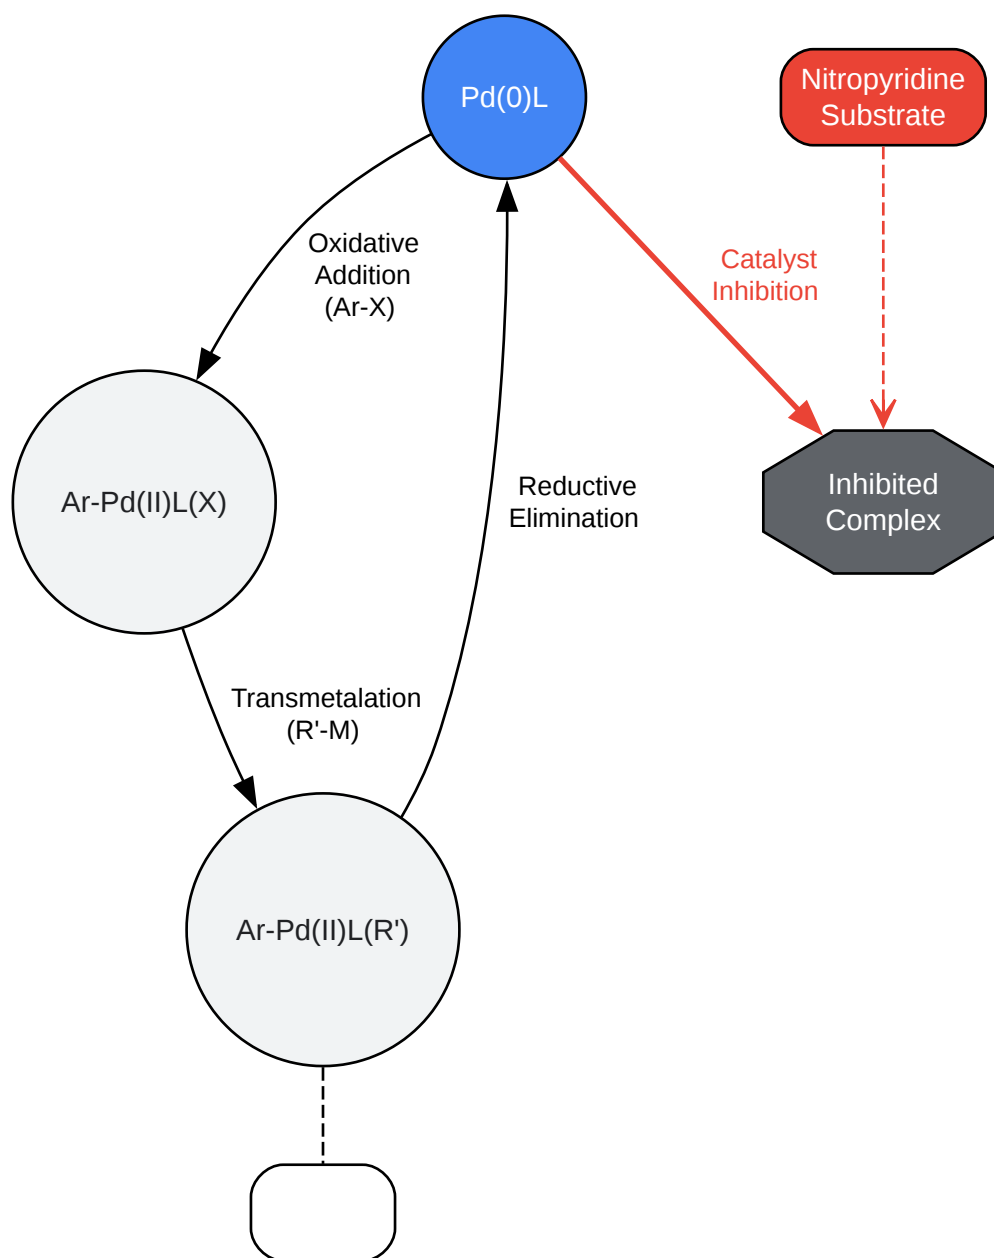 Pd(0)L
Nitropyridine
Substrate
Oxidative
Addition
(Ar-X)
Catalyst
Inhibition
Ar-Pd(II)L(X)
Reductive
Elimination
Inhibited
Complex
Transmetalation
(R'-M)
Ar-Pd(II)L(R')